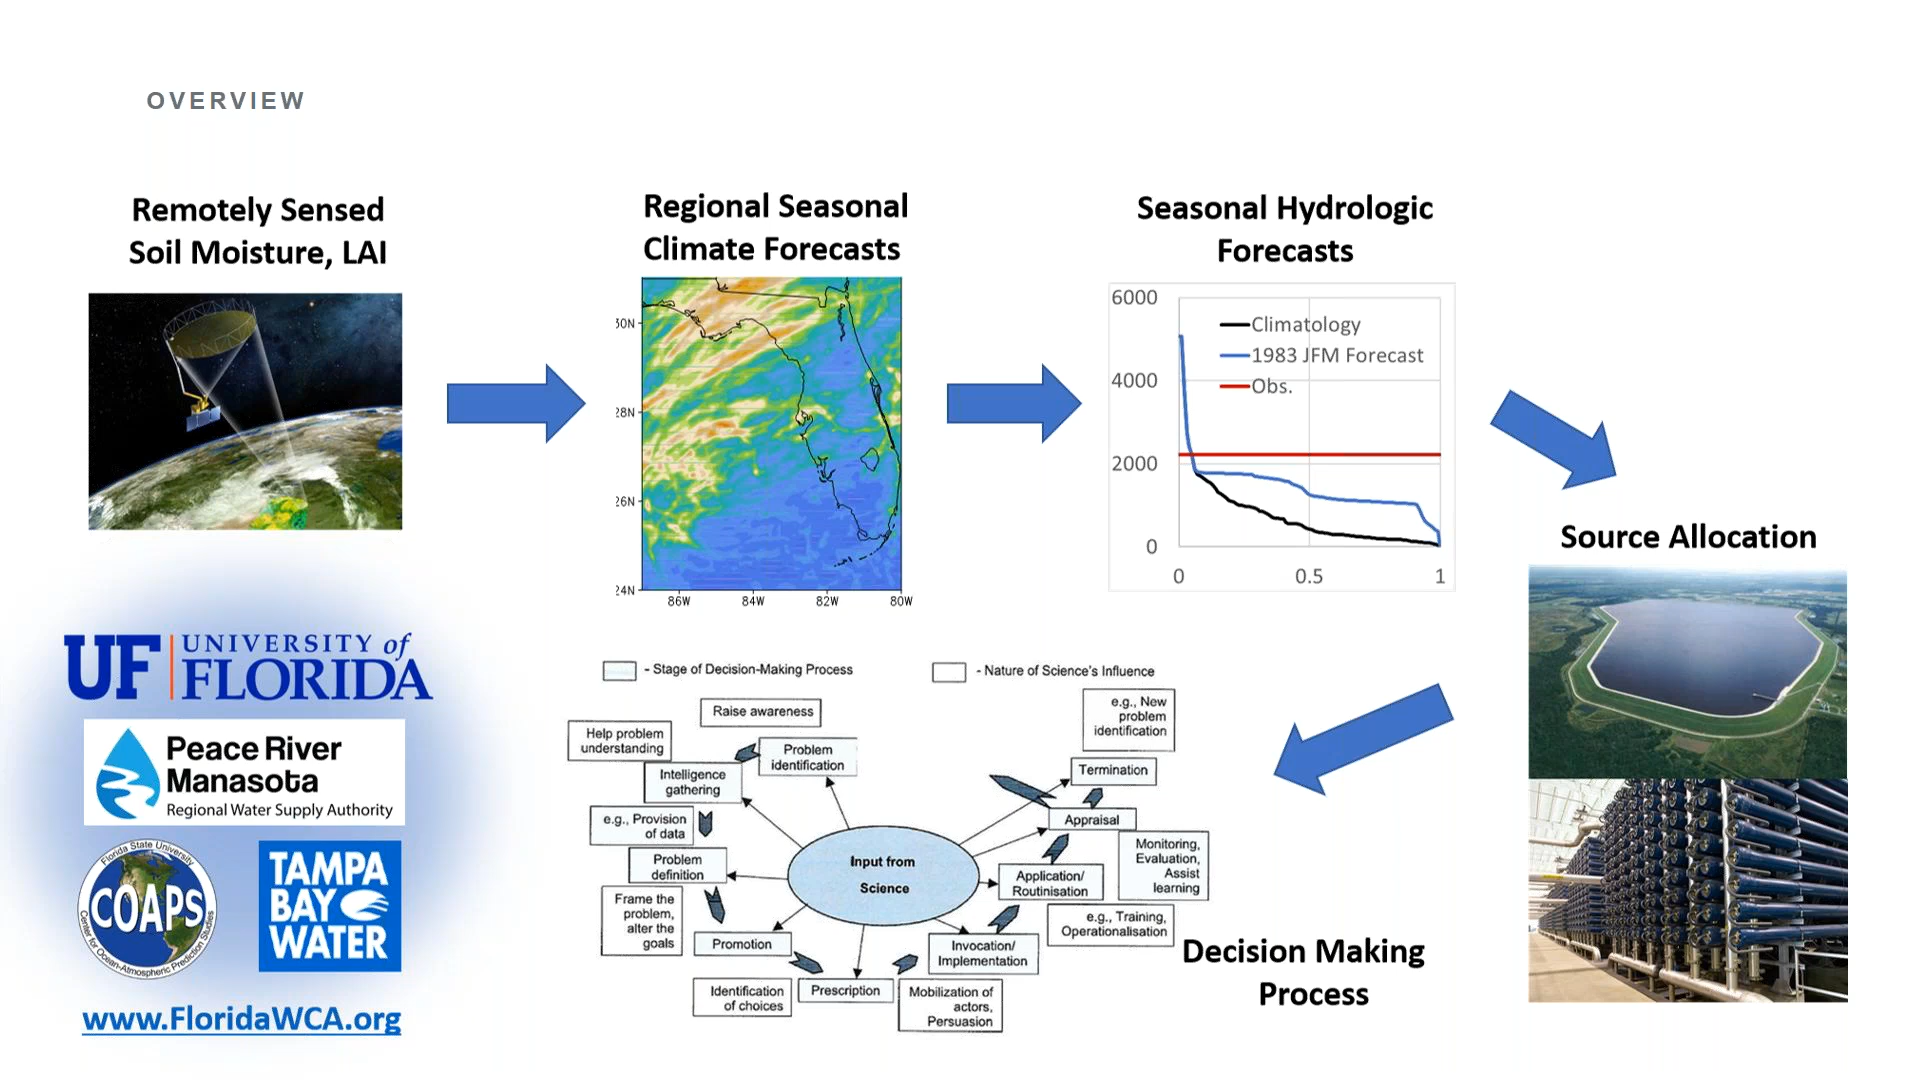 OVERVIEW
Remotely Sensed
Soil Moisture, LAI
Regional Seasonal
Climate Forecasts
30N
28N
26N
24N
86W
84W
82W
80W
Seasonal Hydrologic
Forecasts
6000
4000
2000
0
Climatology
1983 JFM Forecast
Obs.
0
0.5
1
Source Allocation
UF UNIVERSITY of
FLORIDA
Peace River
Manasota
Regional Water Supply Authority
Florida State University
COAPS
Center for Ocean-Atmospheric Prediction Studies
TAMPA
BAY
WATER
www.FloridaWCA.org
- Stage of Decision-Making Process
- Nature of Science's Influence
Raise awareness
Help problem
understanding
Problem
identification
Intelligence
gathering
e.g., Provision
of data
Problem
definition
Frame the
problem,
alter the
goals
Promotion
Identification
of choices
Prescription
Mobilization of
actors,
Persuasion
Invocation/
Implementation
e.g., Training,
Operationalisation
Application/
Routinisation
Monitoring,
Evaluation,
Assist
learning
Appraisal
Termination
e.g., New
problem
identification
Input from
Science
Decision Making
Process